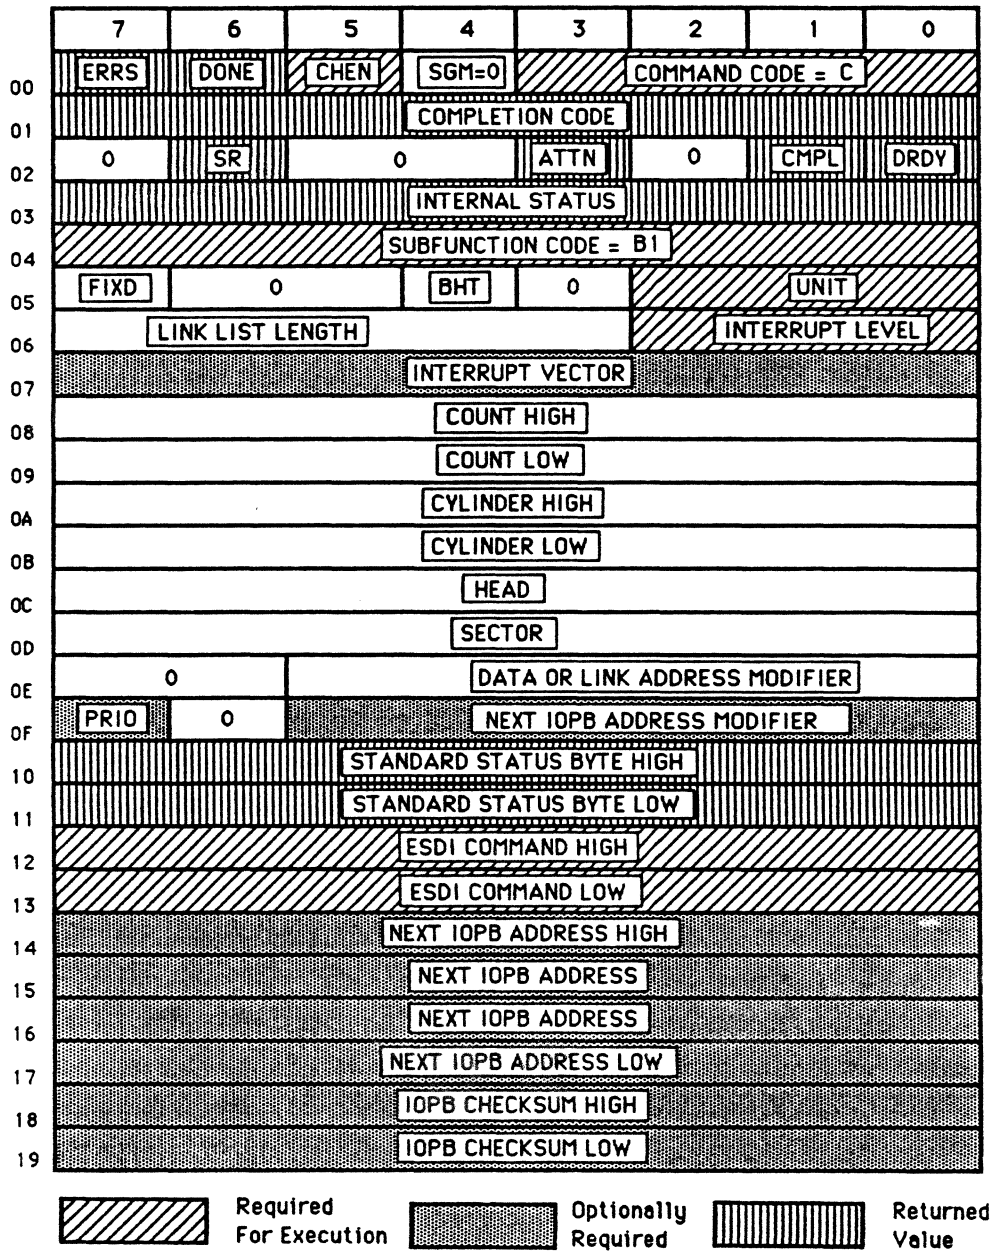 7 6 5 4 3 2 1 0
00 ERRS DONE CHEN SGM=0 COMMAND CODE = C
01 COMPLETION CODE
02 0 SR 0 ATTN 0 CMPL DRDY
03 INTERNAL STATUS
04 SUBFUNCTION CODE = B1
05 FIXD 0 BHT 0 UNIT
06 LINK LIST LENGTH INTERRUPT LEVEL
07 INTERRUPT VECTOR
08 COUNT HIGH
09 COUNT LOW
0A CYLINDER HIGH
0B CYLINDER LOW
0C HEAD
0D SECTOR
0E 0 DATA OR LINK ADDRESS MODIFIER
0F PRIO 0 NEXT IOPB ADDRESS MODIFIER
10 STANDARD STATUS BYTE HIGH
11 STANDARD STATUS BYTE LOW
12 ESDI COMMAND HIGH
13 ESDI COMMAND LOW
14 NEXT IOPB ADDRESS HIGH
15 NEXT IOPB ADDRESS
16 NEXT IOPB ADDRESS
17 NEXT IOPB ADDRESS LOW
18 IOPB CHECKSUM HIGH
19 IOPB CHECKSUM LOW
Required
For Execution
Optionally
Required
Returned
Value